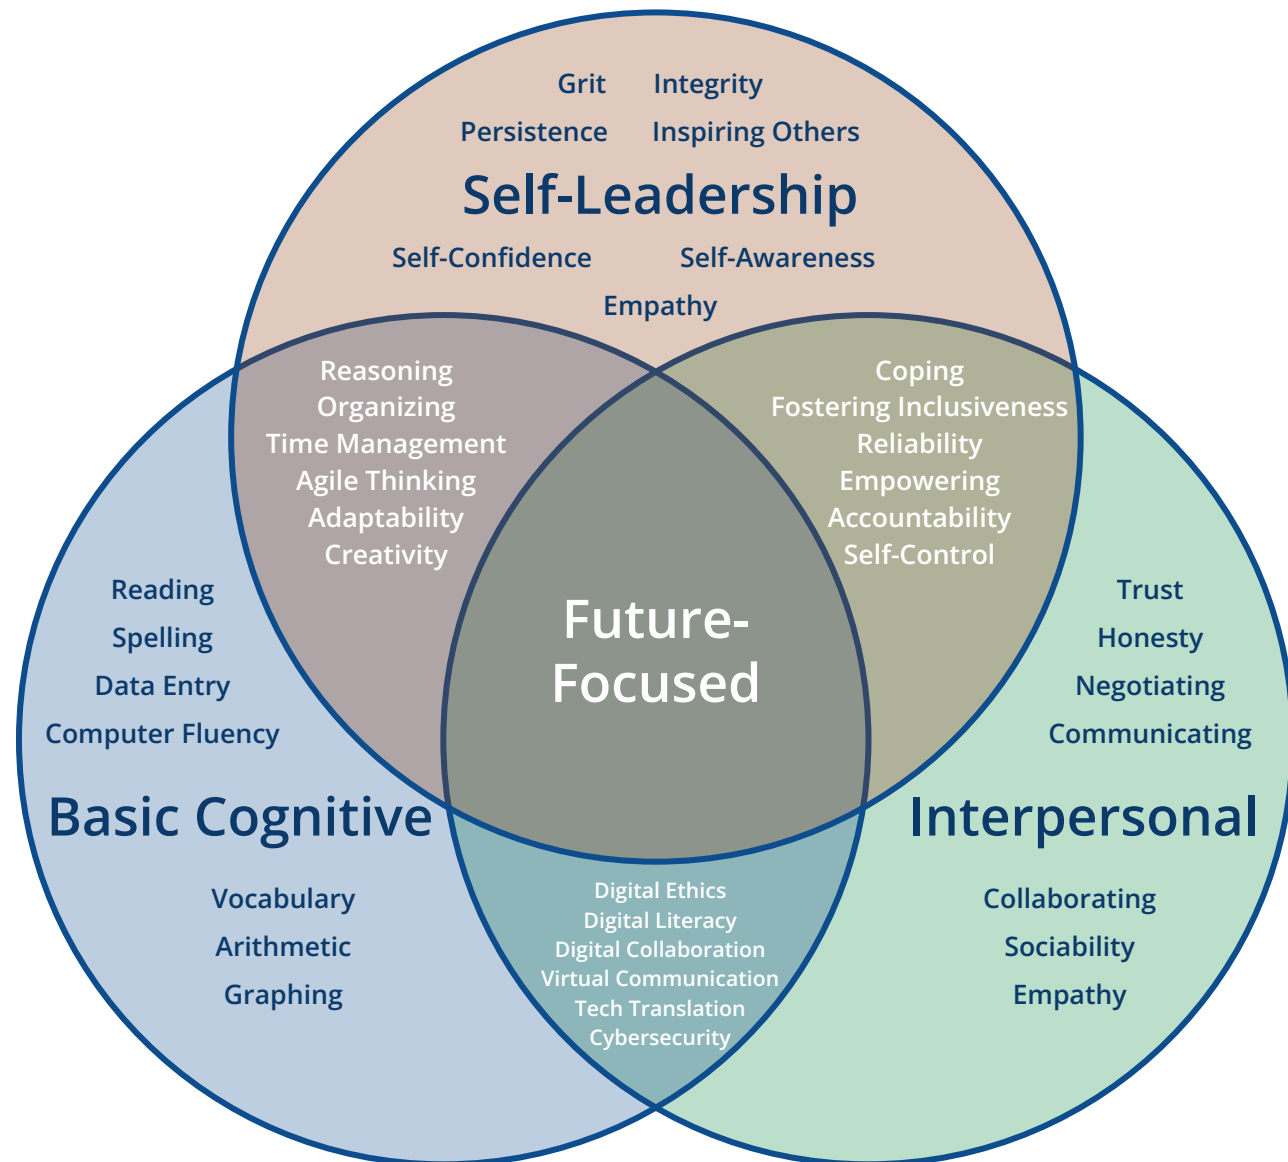 Grit Integrity
Persistence Inspiring Others
Self-Leadership
Self-Confidence Self-Awareness
Empathy
Reasoning
Organizing
Time Management
Agile Thinking
Adaptability
Creativity
Coping
Fostering Inclusiveness
Reliability
Empowering
Accountability
Self-Control
Future-
Focused
Reading
Spelling
Data Entry
Computer Fluency
Basic Cognitive
Vocabulary
Arithmetic
Graphing
Trust
Honesty
Negotiating
Communicating
Interpersonal
Collaborating
Sociability
Empathy
Digital Ethics
Digital Literacy
Digital Collaboration
Virtual Communication
Tech Translation
Cybersecurity